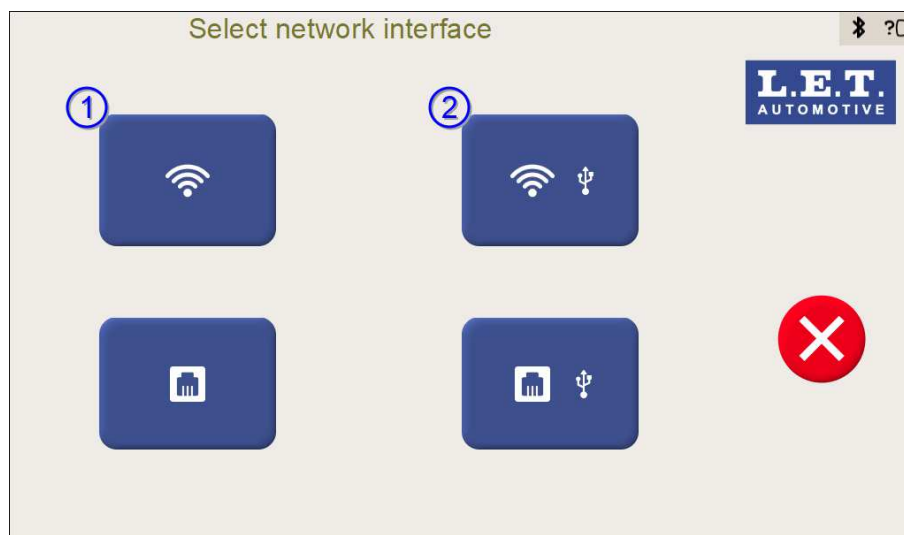 Select network interface
?
L.E.T.
AUTOMOTIVE
1
2